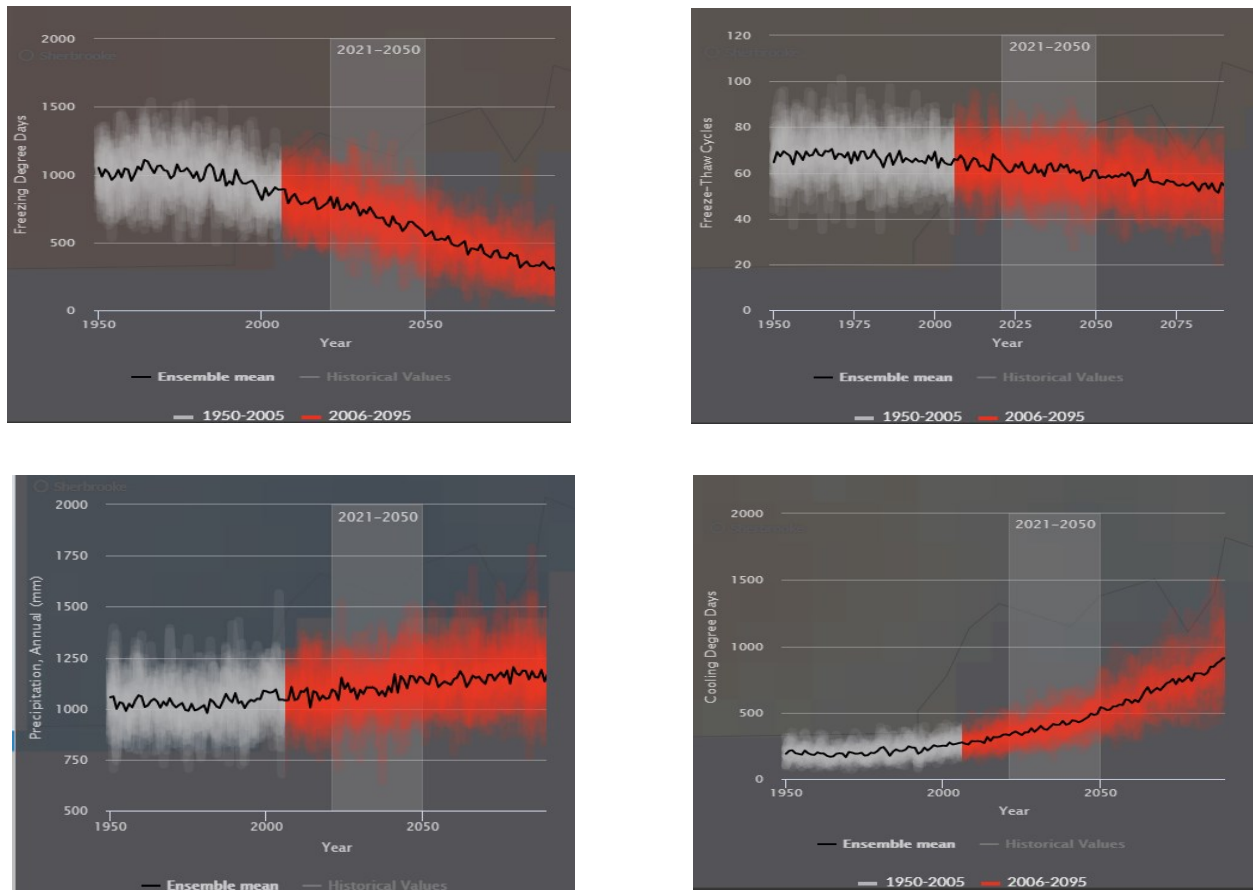 2000
2021–2050
Sherbrooke
1500
1000
500
0
Freezing Degree Days
1950
2000
2050
Year
Ensemble mean
Historical Values
1950-2005
2006-2095
120
2021–2050
100
80
60
40
20
0
Freeze-Thaw Cycles
1950
1975
2000
2025
2050
2075
Year
Ensemble mean
Historical Values
1950-2005
2006-2095
Sherbrooke
2000
2021–2050
1750
1500
1250
1000
750
500
Precipitation, Annual (mm)
1950
2000
2050
Year
Ensemble mean
Historical Values
2000
2021–2050
1500
1000
500
0
Cooling Degree Days
1950
2000
2050
Year
Ensemble mean
Historical Values
1950-2005
2006-2095